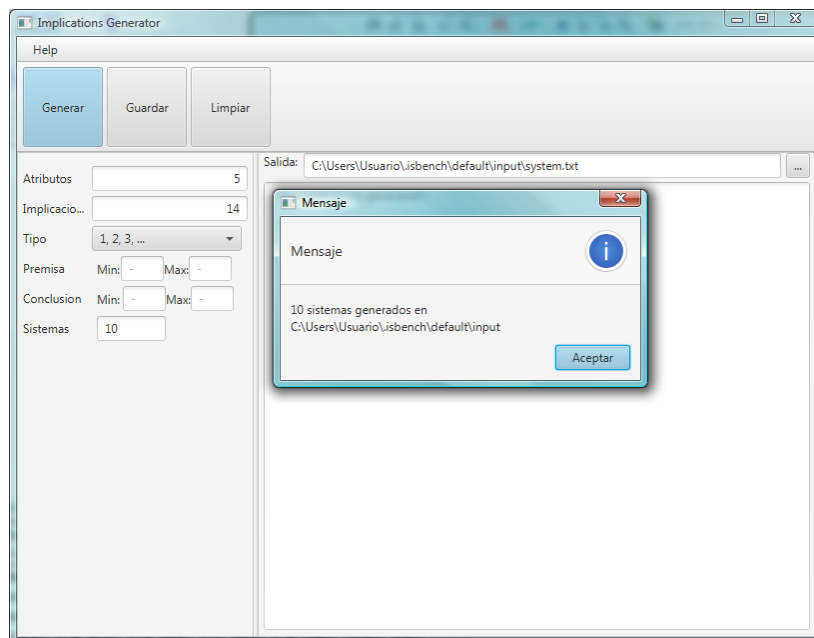 Implications Generator
Help
Generar Guardar Limpiar
Salida: C:\Users\Usuario\.isbench\default\input\system.txt ...
Atributos 5
Implicacio... 14
Tipo 1, 2, 3, ...
Premisa Min: - Max: -
Conclusion Min: - Max: -
Sistemas 10
Mensaje
Mensaje
10 sistemas generados en
C:\Users\Usuario\.isbench\default\input
Aceptar